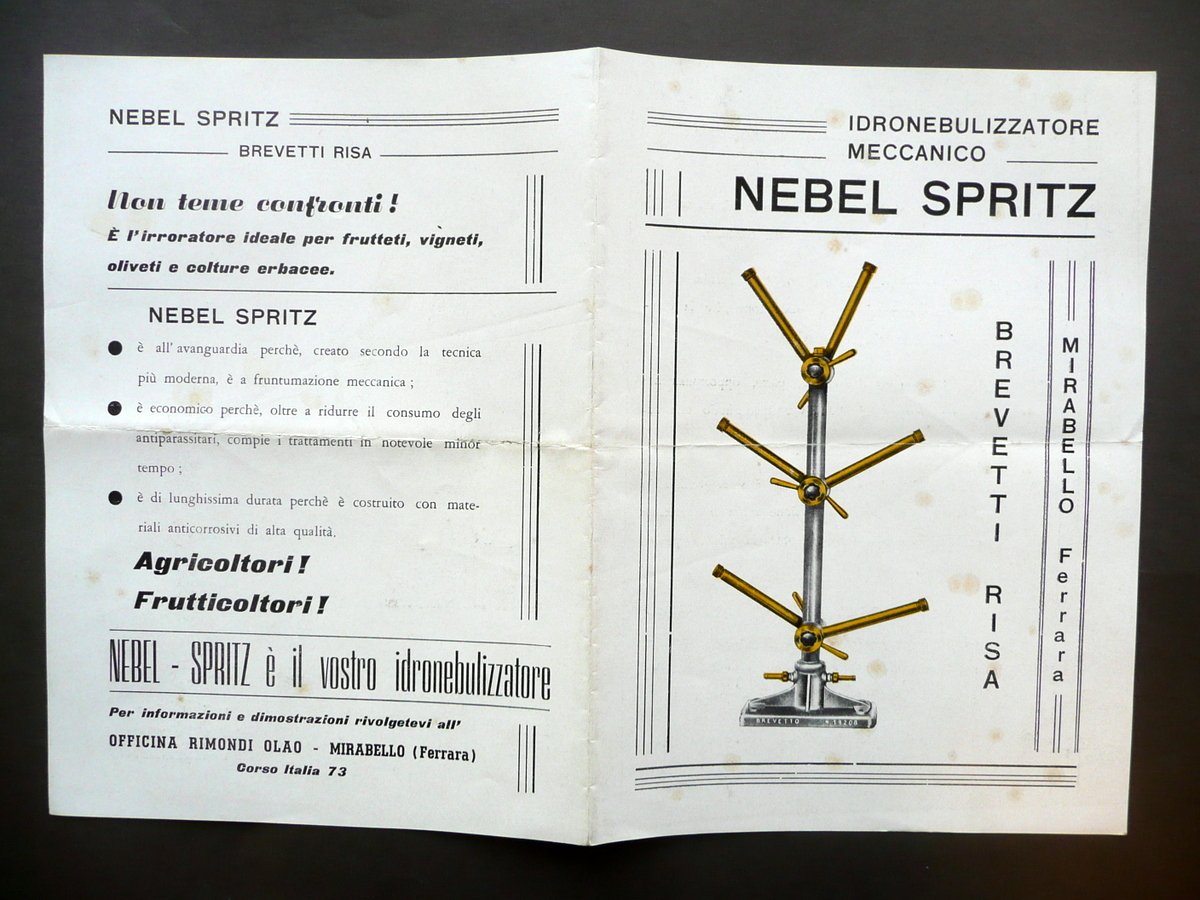 NEBEL SPRITZ
BREVETTI RISA
Non teme confronti !
È l'irroratore ideale per frutteti, vigneti,
oliveti e colture erbacee.
NEBEL SPRITZ
● è all'avanguardia perchè, creato secondo la tecnica
più moderna, è a fruntumazione meccanica ;
● è economico perchè, oltre a ridurre il consumo degli
antiparassitari, compie i trattamenti in notevole minor
tempo ;
● è di lunghissima durata perchè è costruito con mate-
riali anticorrosivi di alta qualità.
Agricoltori !
Frutticoltori !
NEBEL - SPRITZ è il vostro idronebulizzatore
Per informazioni e dimostrazioni rivolgetevi all'
OFFICINA RIMONDI OLAO - MIRABELLO (Ferrara)
Corso Italia 73
IDRONEBULIZZATORE
MECCANICO
NEBEL SPRITZ
BREVETTI RISA
MIRABELLO Ferrara
BREVETTO